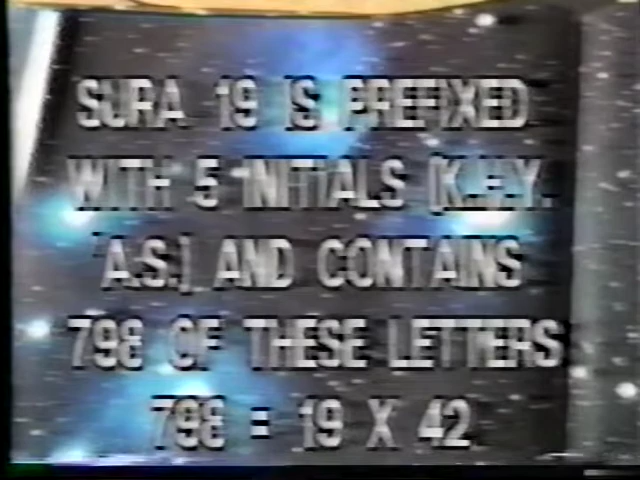 SURA 19 IS PREFIXED
WITH 5 INITIALS [K.H.Y.
A.S.] AND CONTAINS
798 OF THESE LETTERS
798 = 19 X 42